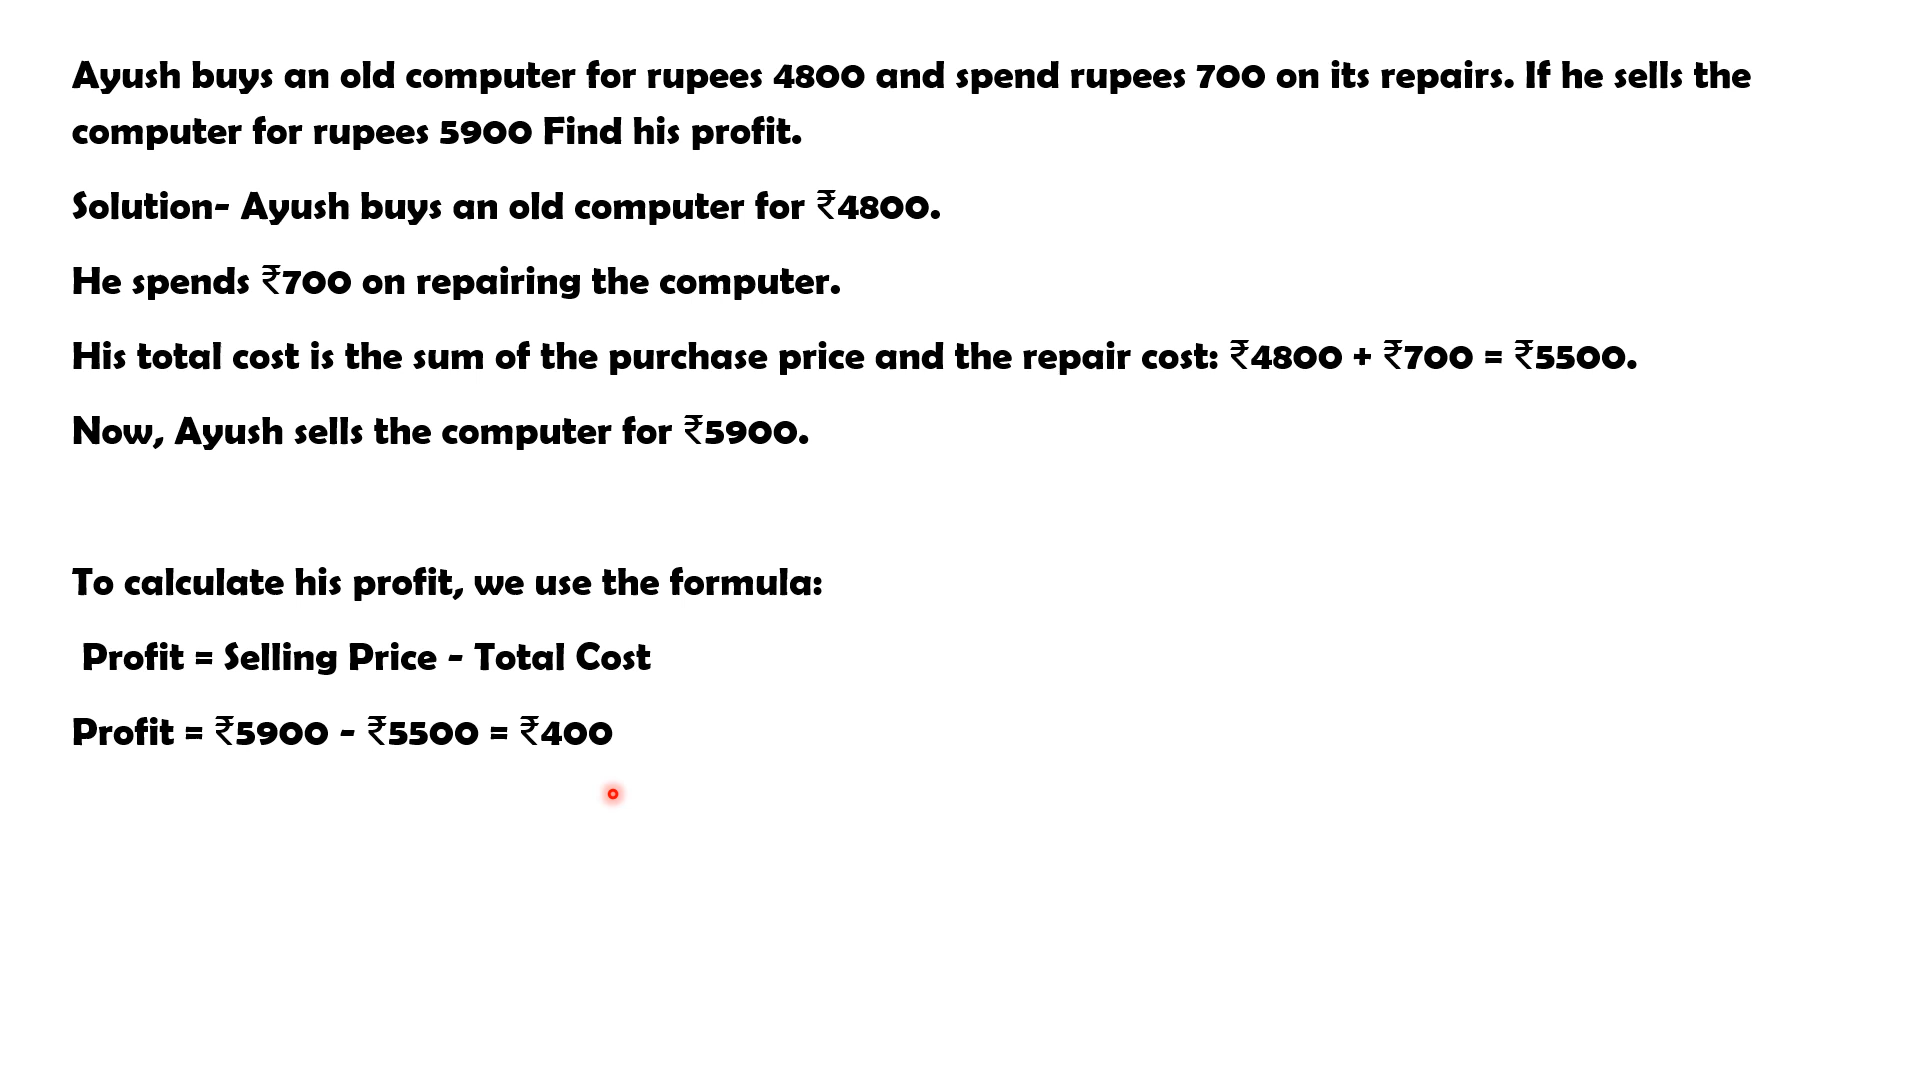 Ayush buys an old computer for rupees 4800 and spend rupees 700 on its repairs. If he sells the
computer for rupees 5900 Find his profit.
Solution- Ayush buys an old computer for ₹4800.
He spends ₹700 on repairing the computer.
His total cost is the sum of the purchase price and the repair cost: ₹4800 + ₹700 = ₹5500.
Now, Ayush sells the computer for ₹5900.
To calculate his profit, we use the formula:
Profit = Selling Price - Total Cost
Profit = ₹5900 - ₹5500 = ₹400